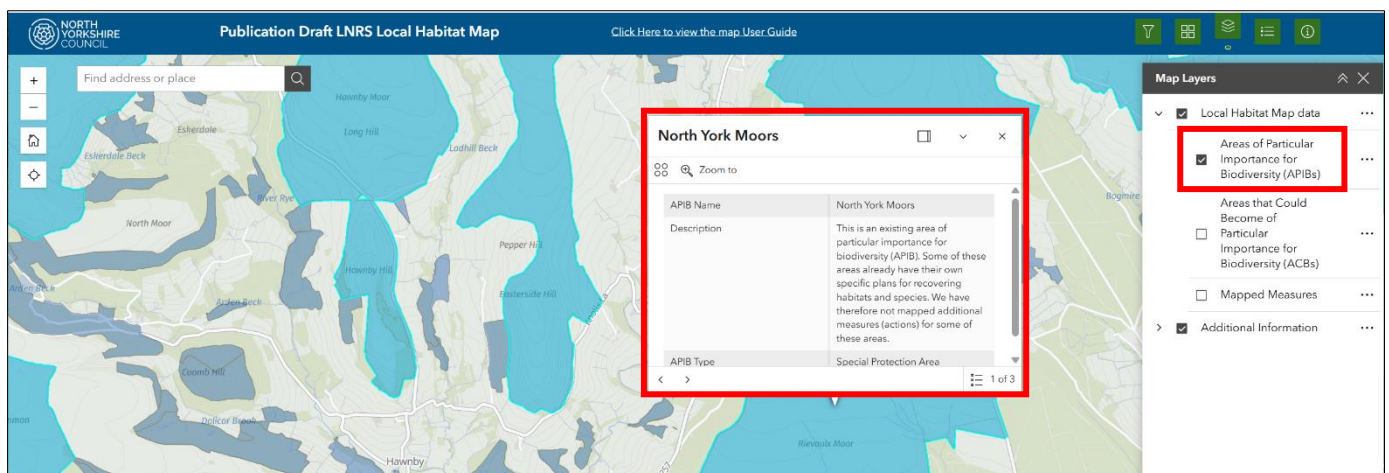 NORTH
YORKSHIRE
COUNCIL
Publication Draft LNRS Local Habitat Map
Click Here to view the map User Guide
+
−
Find address or place
Hawnby Moor
Long Hill
Eskerdale
Eskerdale Beck
Ladhill Beck
River Rye
North Moor
Pepper Hill
Hawnby Hill
Easterside Hill
Arden Beck
Arden Beck
Coomb Hill
Dolicar Brook
Hawnby
Rievaulx Moor
Bogmire
North York Moors
Zoom to
APIB Name North York Moors
Description This is an existing area of
particular importance for
biodiversity (APIB). Some of these
areas already have their own
specific plans for recovering
habitats and species. We have
therefore not mapped additional
measures (actions) for some of
these areas.
APIB Type Special Protection Area
1 of 3
Map Layers
Local Habitat Map data
Areas of Particular
Importance for
Biodiversity (APIBs)
Areas that Could
Become of
Particular
Importance for
Biodiversity (ACBs)
Mapped Measures
Additional Information